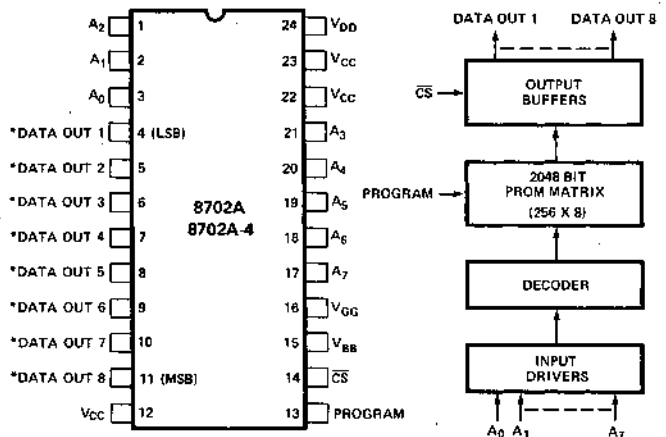 A2 1 24 VDD
A1 2 23 VCC
A0 3 22 VCC
*DATA OUT 1 4 (LSB) 21 A3
*DATA OUT 2 5 20 A4
*DATA OUT 3 6 19 A5
8702A
8702A-4
*DATA OUT 4 7 18 A6
*DATA OUT 5 8 17 A7
*DATA OUT 6 9 16 VGG
*DATA OUT 7 10 15 VBB
*DATA OUT 8 11 (MSB) 14 CS
VCC 12 13 PROGRAM
DATA OUT 1 DATA OUT 8
CS
OUTPUT
BUFFERS
PROGRAM
2048 BIT
PROM MATRIX
(256 X 8)
DECODER
INPUT
DRIVERS
A0 A1 A7